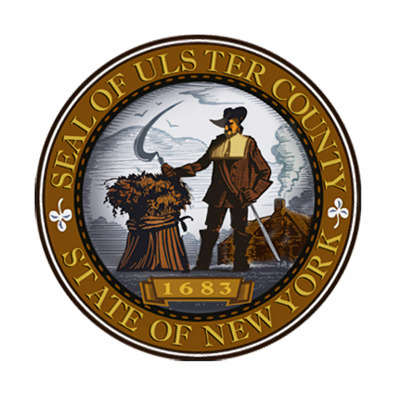 SEAL OF ULSTER COUNTY
STATE OF NEW YORK
1683